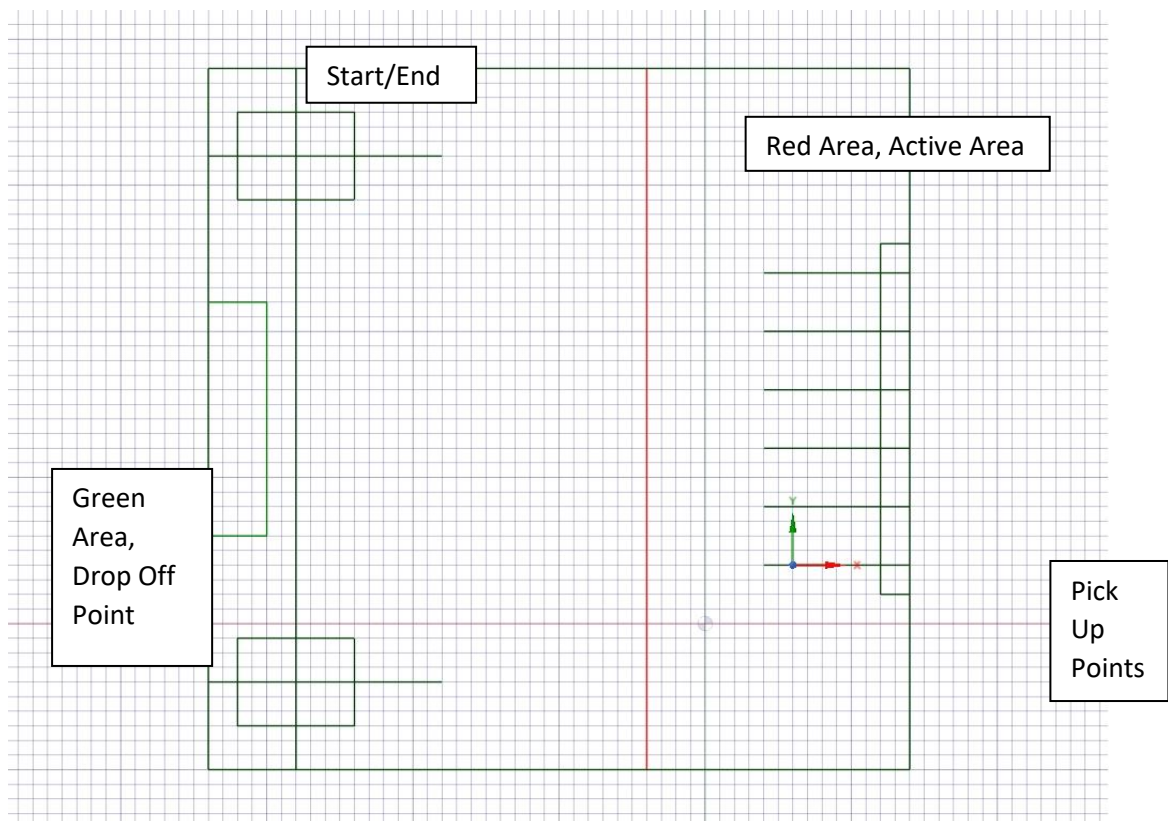 Start/End
Red Area, Active Area
Green
Area,
Drop Off
Point
Y
X
Pick
Up
Points